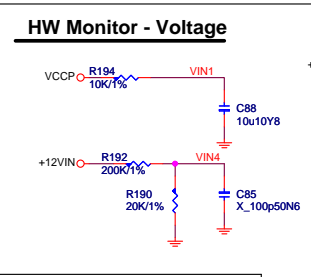 HW Monitor - Voltage
VCCP
R194
10K/1%
VIN1
C88
10u10Y8
+12VIN
R192
200K/1%
VIN4
R190
20K/1%
C85
X_100p50N6
+